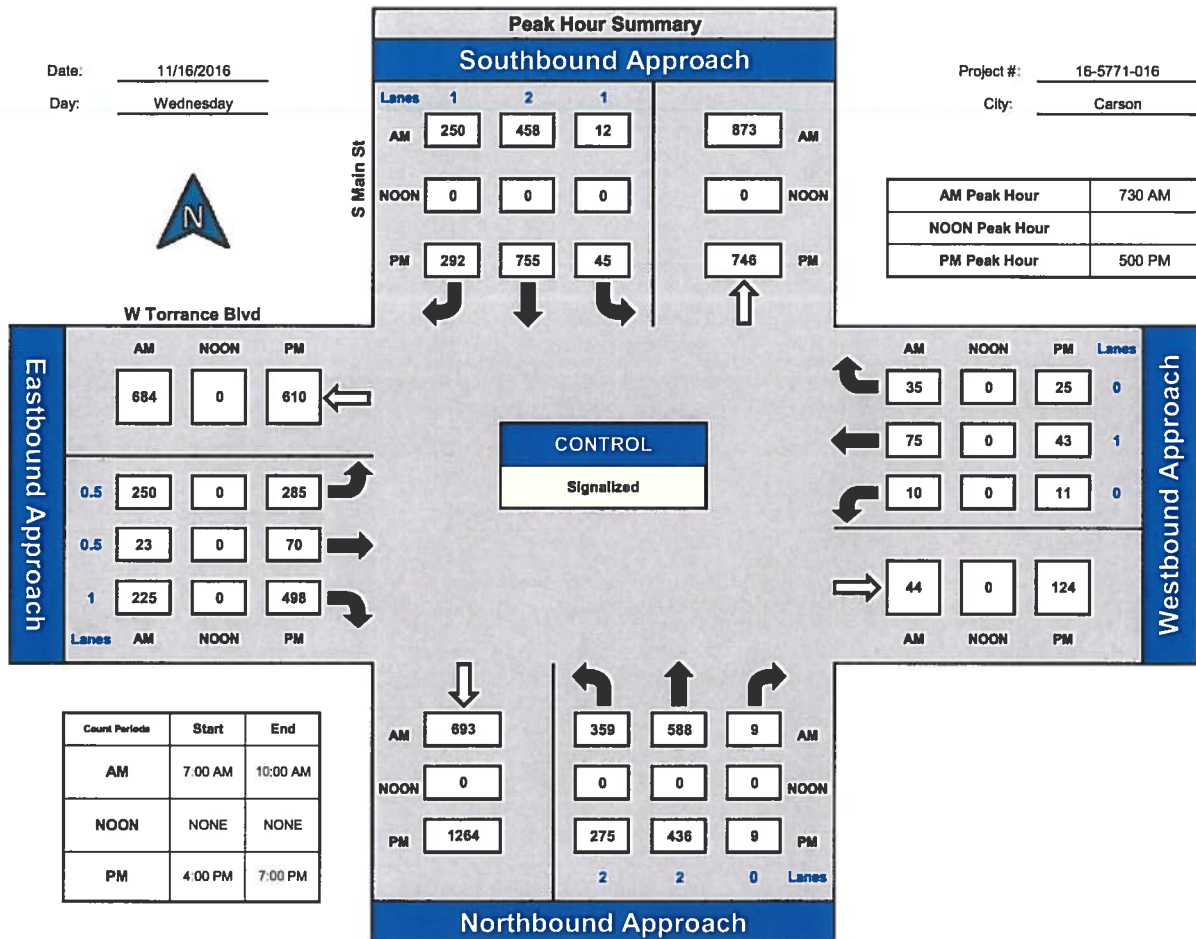 Peak Hour Summary
Southbound Approach
Date: 11/16/2016
Day: Wednesday
Project #: 16-5771-016
City: Carson
N
S Main St
Lanes 1 2 1
AM 250 458 12 873 AM
NOON 0 0 0 0 NOON
PM 292 755 45 746 PM
AM Peak Hour 730 AM
NOON Peak Hour
PM Peak Hour 500 PM
W Torrance Blvd
Eastbound Approach
AM NOON PM
684 0 610
0.5 250 0 285
0.5 23 0 70
1 225 0 498
Lanes AM NOON PM
CONTROL
Signalized
AM NOON PM Lanes
35 0 25 0
75 0 43 1
10 0 11 0
44 0 124
AM NOON PM
Westbound Approach
Count Periods Start End
AM 7:00 AM 10:00 AM
NOON NONE NONE
PM 4:00 PM 7:00 PM
AM 693 359 588 9 AM
NOON 0 0 0 0 NOON
PM 1264 275 436 9 PM
2 2 0 Lanes
Northbound Approach